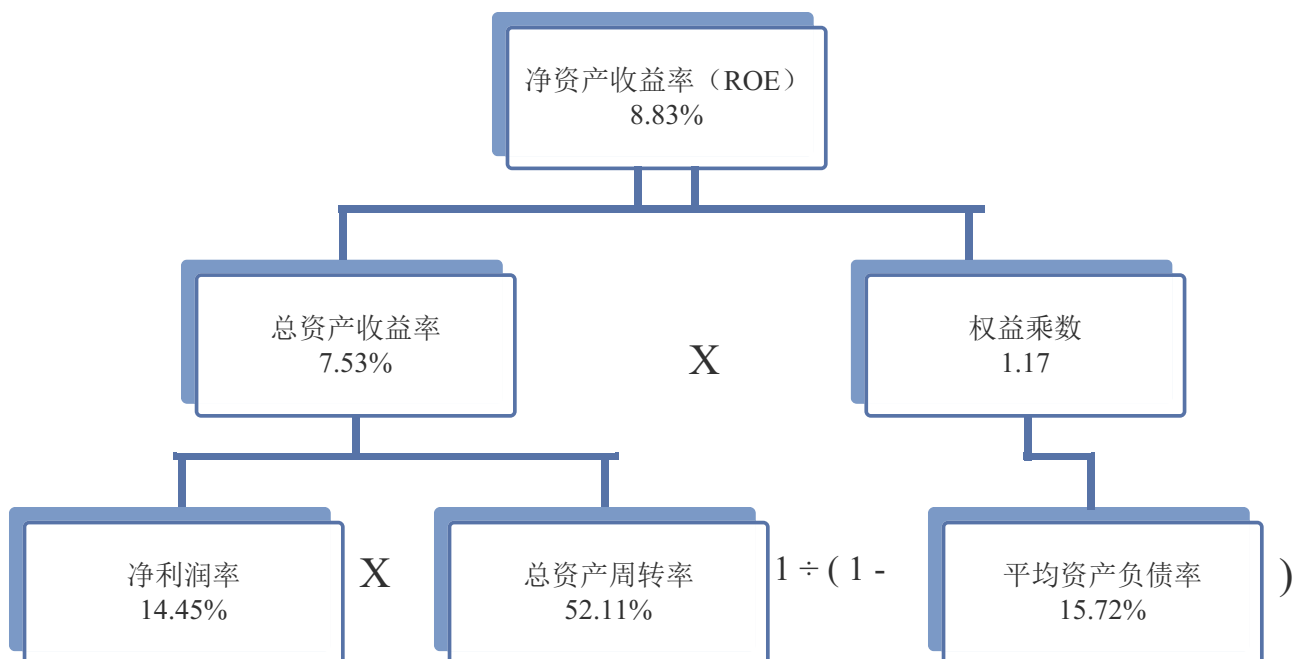 净资产收益率（ROE）
8.83%
总资产收益率
7.53%
X
权益乘数
1.17
净利润率
14.45%
X
总资产周转率
52.11%
1 ÷ ( 1 -
平均资产负债率
15.72%
)